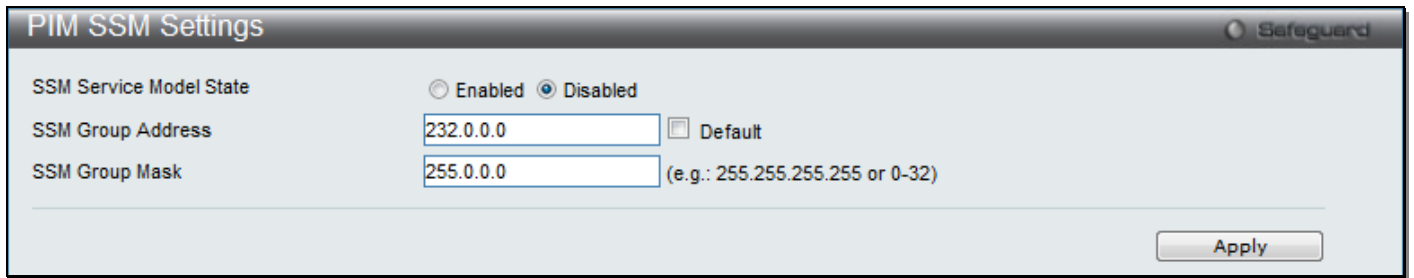 PIM SSM Settings
Safeguard
SSM Service Model State Enabled Disabled
SSM Group Address 232.0.0.0 Default
SSM Group Mask 255.0.0.0 (e.g.: 255.255.255.255 or 0-32)
Apply